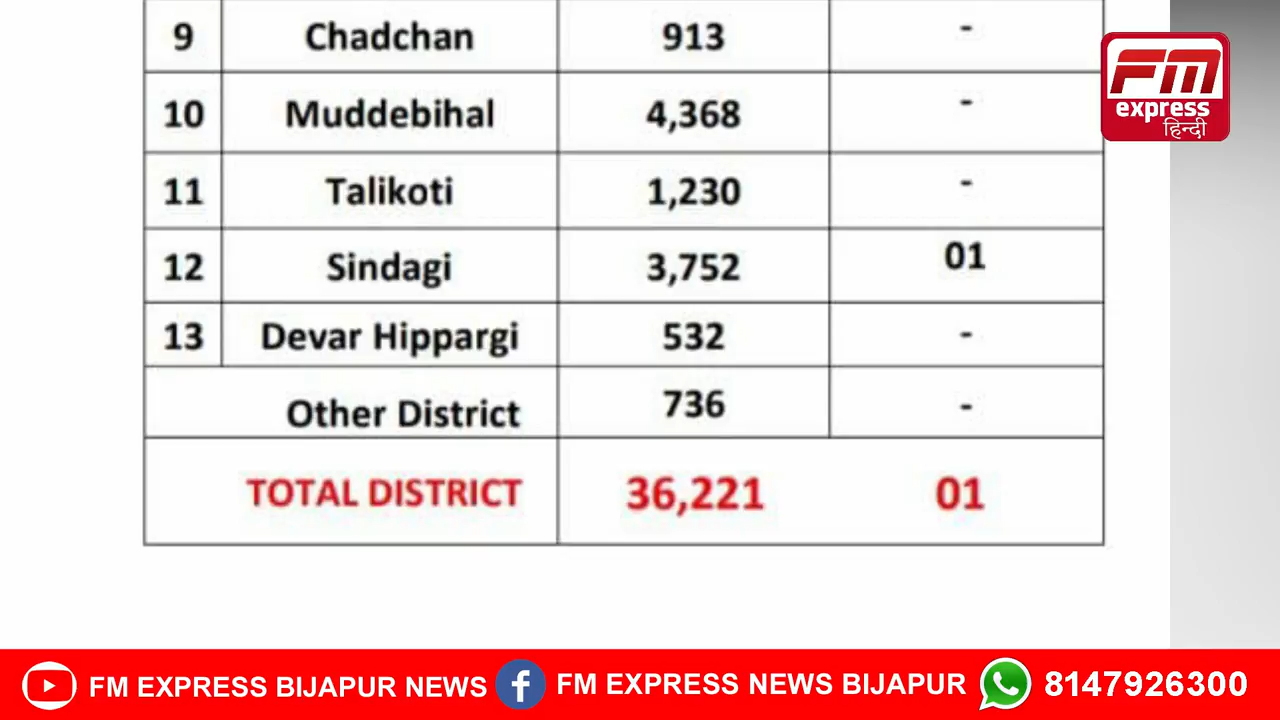 9 Chadchan 913 -
10 Muddebihal 4,368 -
11 Talikoti 1,230 -
12 Sindagi 3,752 01
13 Devar Hippargi 532 -
Other District 736 -
TOTAL DISTRICT 36,221 01
FM
express
हिन्दी
FM EXPRESS BIJAPUR NEWS f FM EXPRESS NEWS BIJAPUR 8147926300